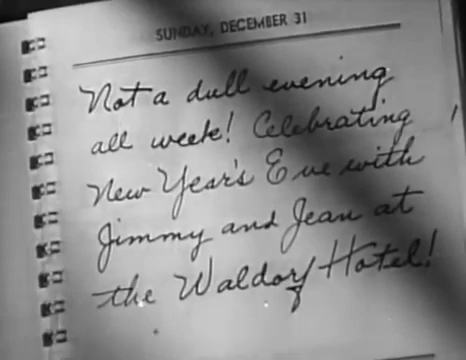 SUNDAY, DECEMBER 31
Not a dull evening
all week! Celebrating
New Year's Eve with
Jimmy and Jean at
the Waldorf Hotel!